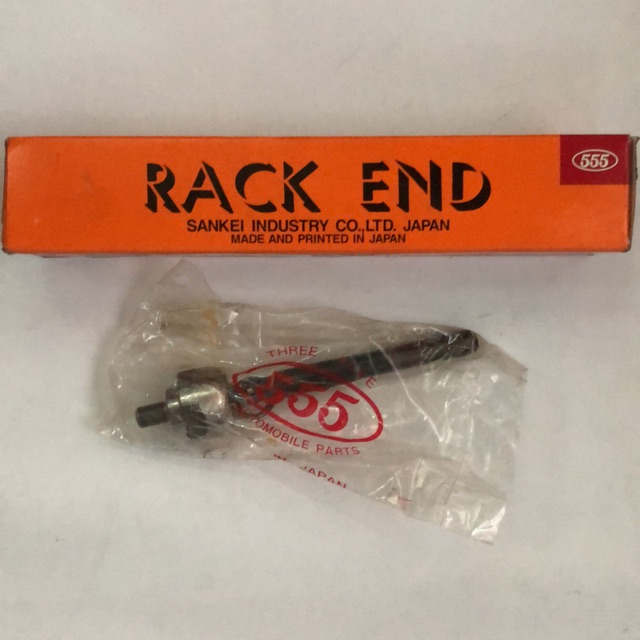 555
RACK END
SANKEI INDUSTRY CO.,LTD. JAPAN
MADE AND PRINTED IN JAPAN
THREE
555
AUTOMOBILE PARTS
JAPAN